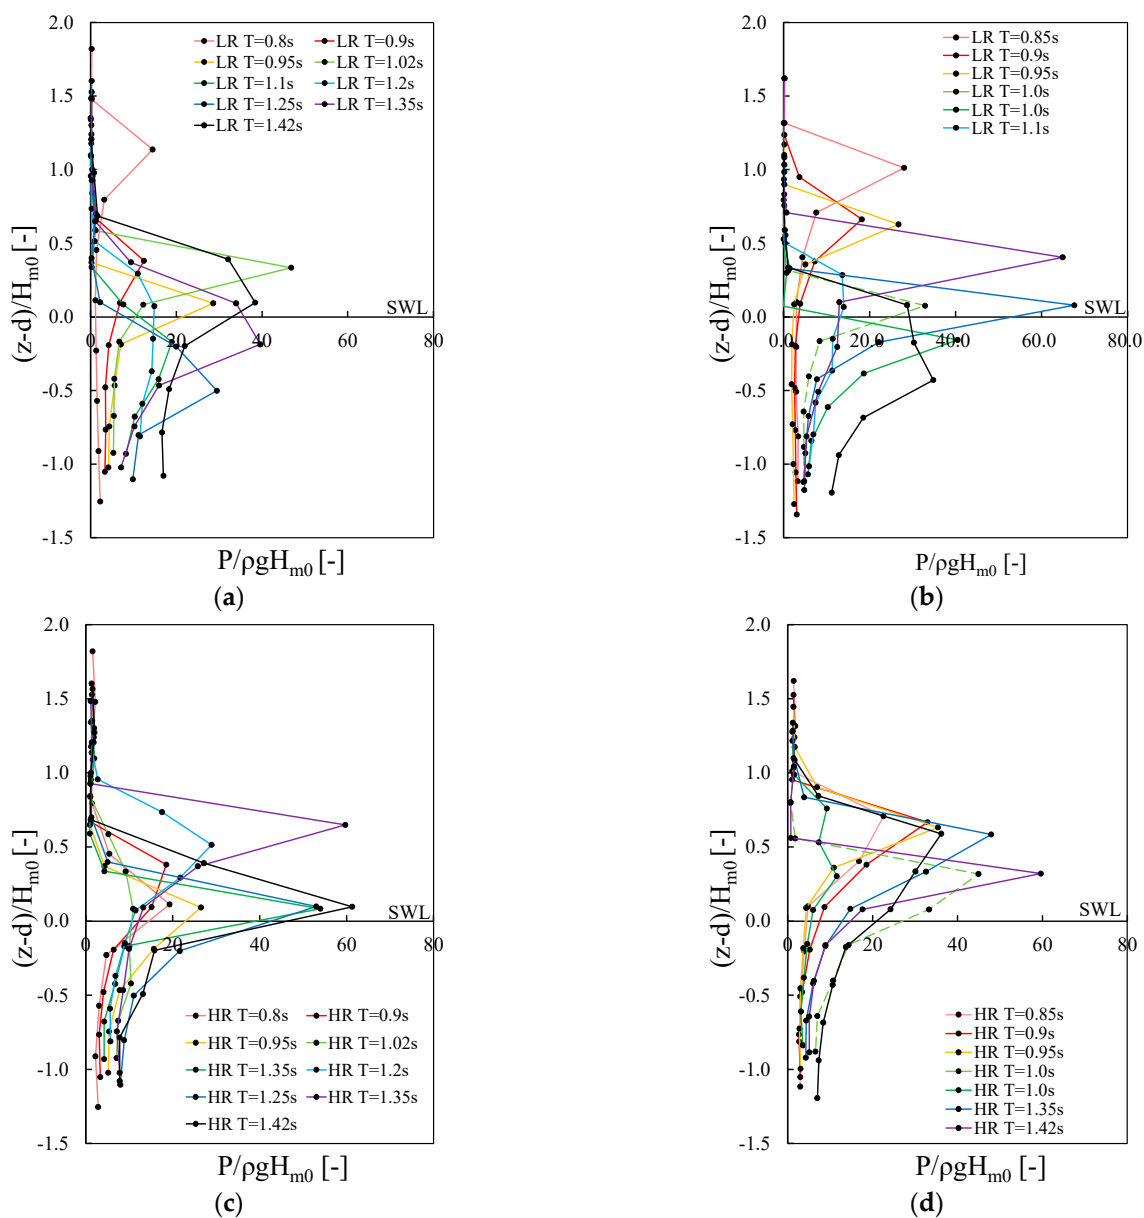 2.0
1.5
1.0
0.5
0.0
-0.5
-1.0
-1.5
(z-d)/Hm0 [-]
LR T=0.8s LR T=0.9s
LR T=0.95s LR T=1.02s
LR T=1.1s LR T=1.2s
LR T=1.25s LR T=1.35s
LR T=1.42s
SWL
0 20 40 60 80
P/ρgHm0 [-]
(a)
2.0
1.5
1.0
0.5
0.0
-0.5
-1.0
-1.5
(z-d)/Hm0 [-]
LR T=0.85s
LR T=0.9s
LR T=0.95s
LR T=1.0s
LR T=1.0s
LR T=1.1s
SWL
0.0 20.0 40.0 60.0 80.0
P/ρgHm0 [-]
(b)
2.0
1.5
1.0
0.5
0.0
-0.5
-1.0
-1.5
(z-d)/Hm0 [-]
SWL
0 20 40 60 80
HR T=0.8s HR T=0.9s
HR T=0.95s HR T=1.02s
HR T=1.35s HR T=1.2s
HR T=1.25s HR T=1.35s
HR T=1.42s
P/ρgHm0 [-]
(c)
2.0
1.5
1.0
0.5
0.0
-0.5
-1.0
-1.5
(z-d)/Hm0 [-]
SWL
0 20 40 60 80
HR T=0.85s
HR T=0.9s
HR T=0.95s
HR T=1.0s
HR T=1.0s
HR T=1.35s
HR T=1.42s
P/ρgHm0 [-]
(d)